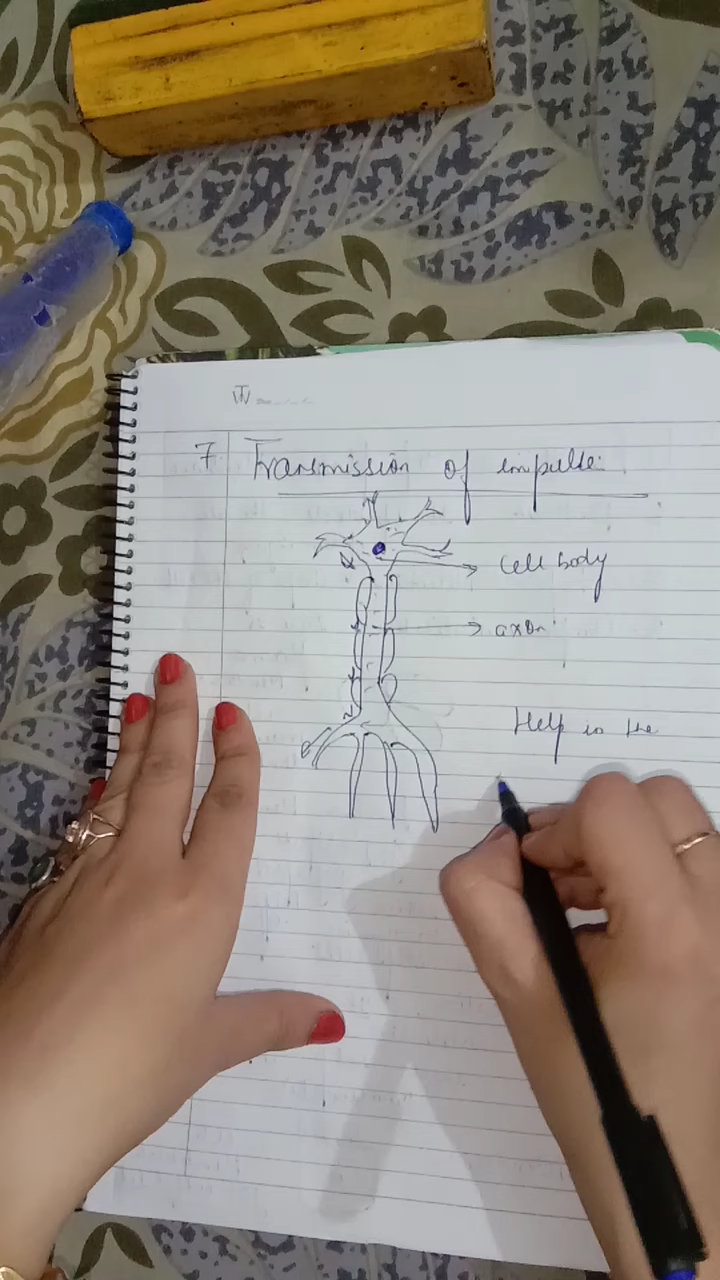 7 Transmission of impulse:
Cell body
axon
Help in the